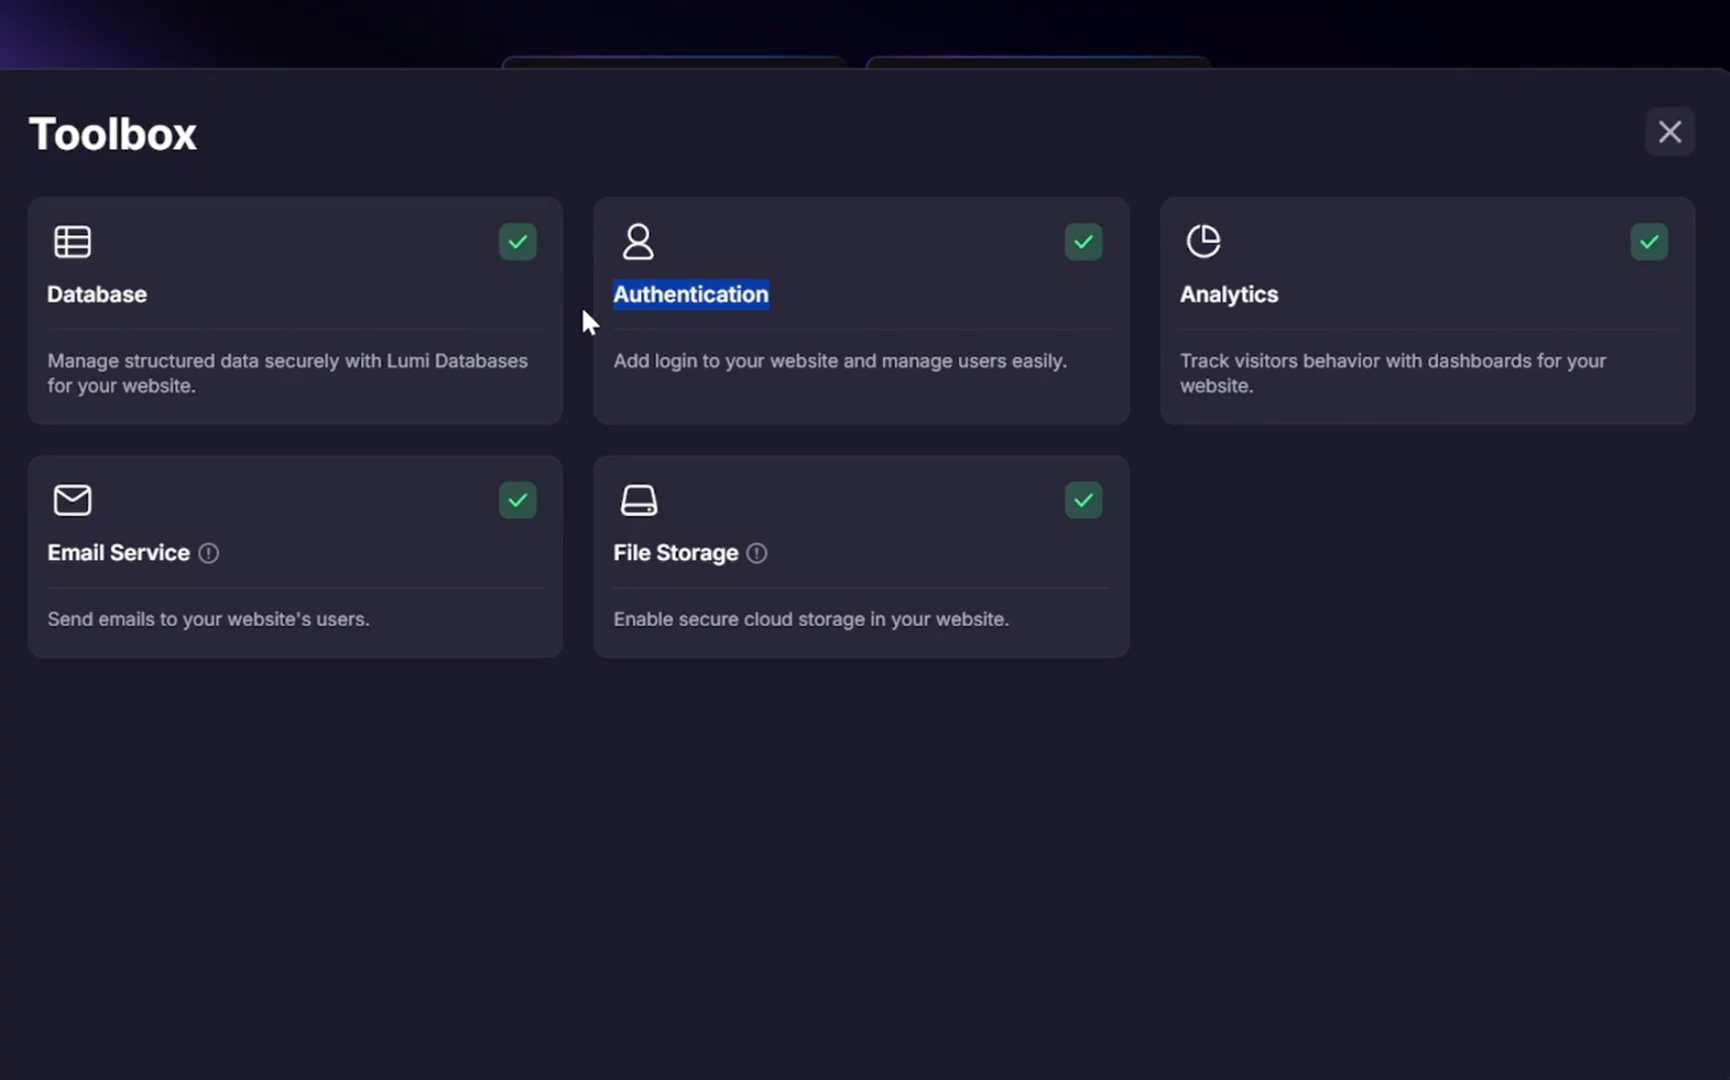 Toolbox
Database
Manage structured data securely with Lumi Databases
for your website.
Authentication
Add login to your website and manage users easily.
Analytics
Track visitors behavior with dashboards for your
website.
Email Service
Send emails to your website's users.
File Storage
Enable secure cloud storage in your website.